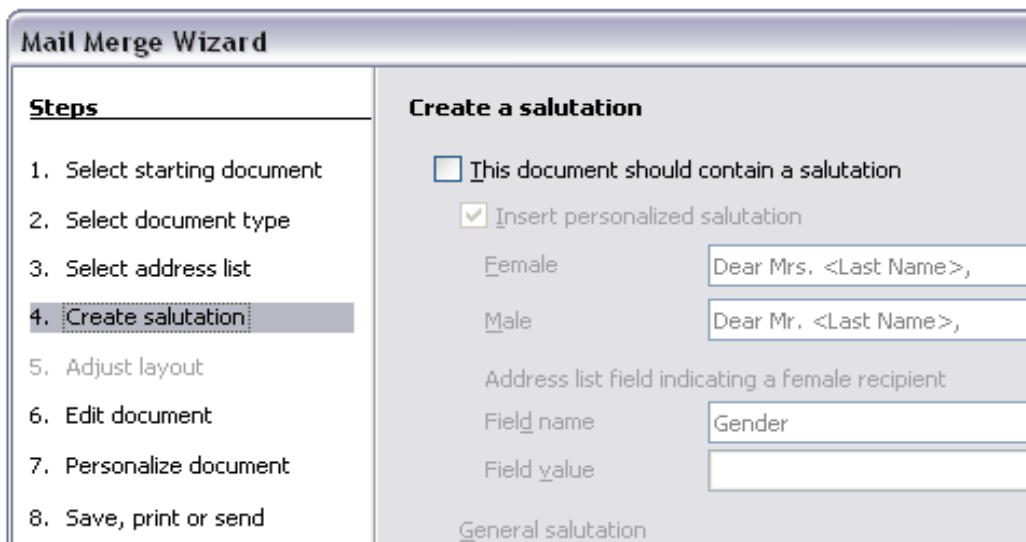 Mail Merge Wizard
Steps
1. Select starting document
2. Select document type
3. Select address list
4. Create salutation
5. Adjust layout
6. Edit document
7. Personalize document
8. Save, print or send
Create a salutation
This document should contain a salutation
Insert personalized salutation
Female Dear Mrs. <Last Name>,
Male Dear Mr. <Last Name>,
Address list field indicating a female recipient
Field name Gender
Field value
General salutation